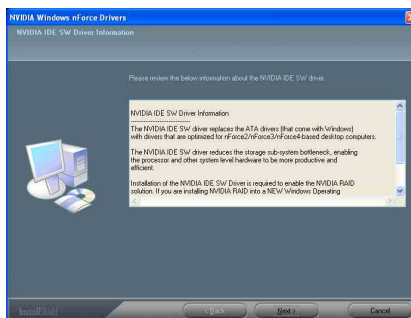 NVIDIA Windows nForce Drivers
NVIDIA IDE SW Driver Information
Please review the below information about the NVIDIA IDE SW driver.
NVIDIA IDE SW Driver Information
The NVIDIA IDE SW driver replaces the ATA drivers (that come with Windows)
with drivers that are optimized for nForce2/nForce3/nForce4-based desktop computers.
The NVIDIA IDE SW driver reduces the storage sub-system bottleneck, enabling
the processor and other system level hardware to be more productive and
efficient.
Installation of the NVIDIA IDE SW Driver is required to enable the NVIDIA RAID
solution. If you are installing NVIDIA RAID into a NEW Windows Operating
InstallShield
< Back
Next >
Cancel